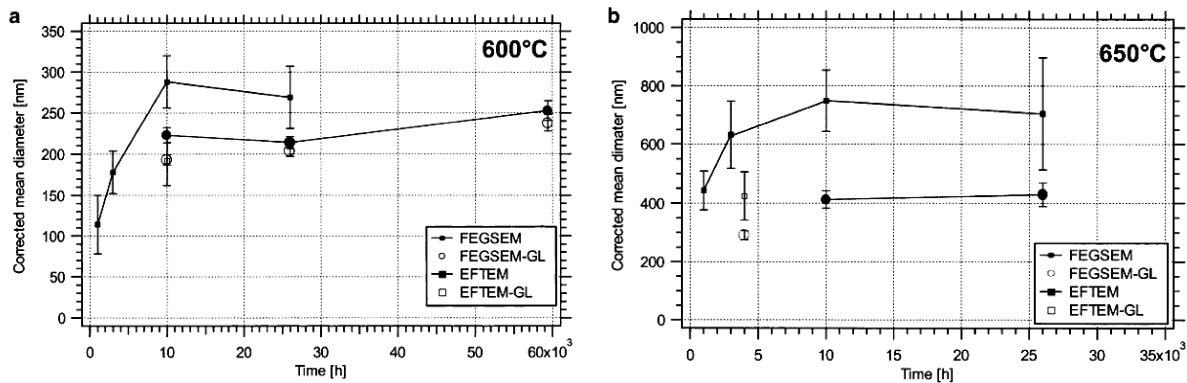 a
600°C
Corrected mean diameter [nm]
350
300
250
200
150
100
50
0
FEGSEM
FEGSEM-GL
EFTEM
EFTEM-GL
0 10 20 30 40 50 60x10³
Time [h]
b
650°C
Corrected mean dimater [nm]
1000
800
600
400
200
0
FEGSEM
FEGSEM-GL
EFTEM
EFTEM-GL
0 5 10 15 20 25 30 35x10³
Time [h]